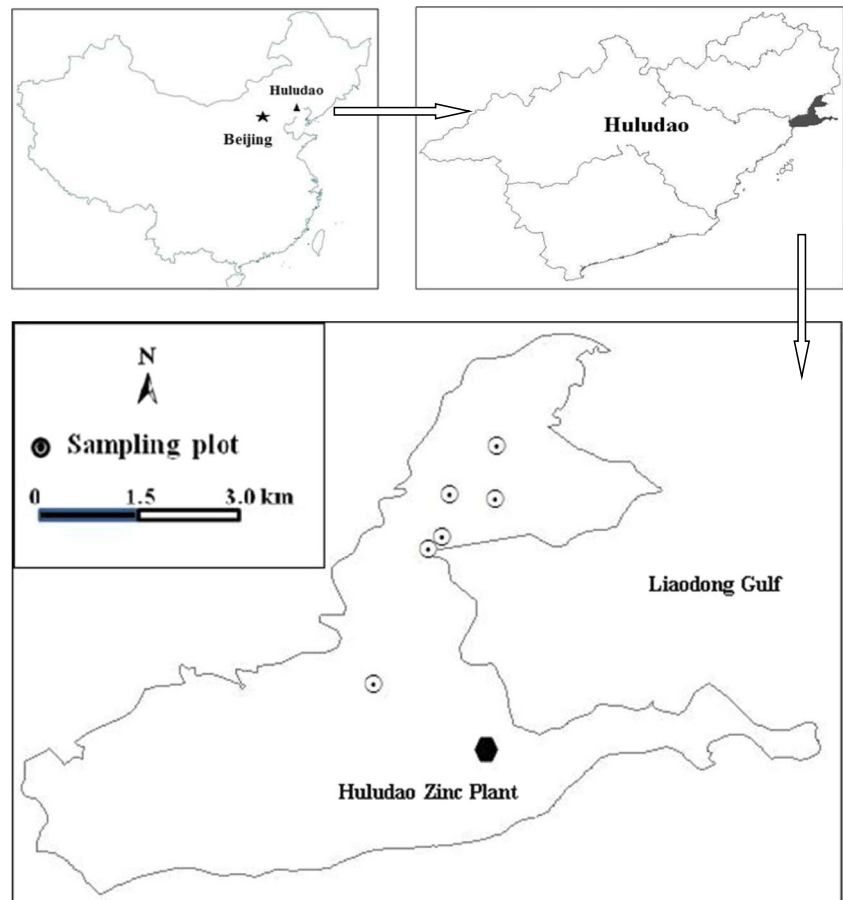 Huludao
Beijing
Huludao
N
Sampling plot
0 1.5 3.0 km
Liaodong Gulf
Huludao Zinc Plant